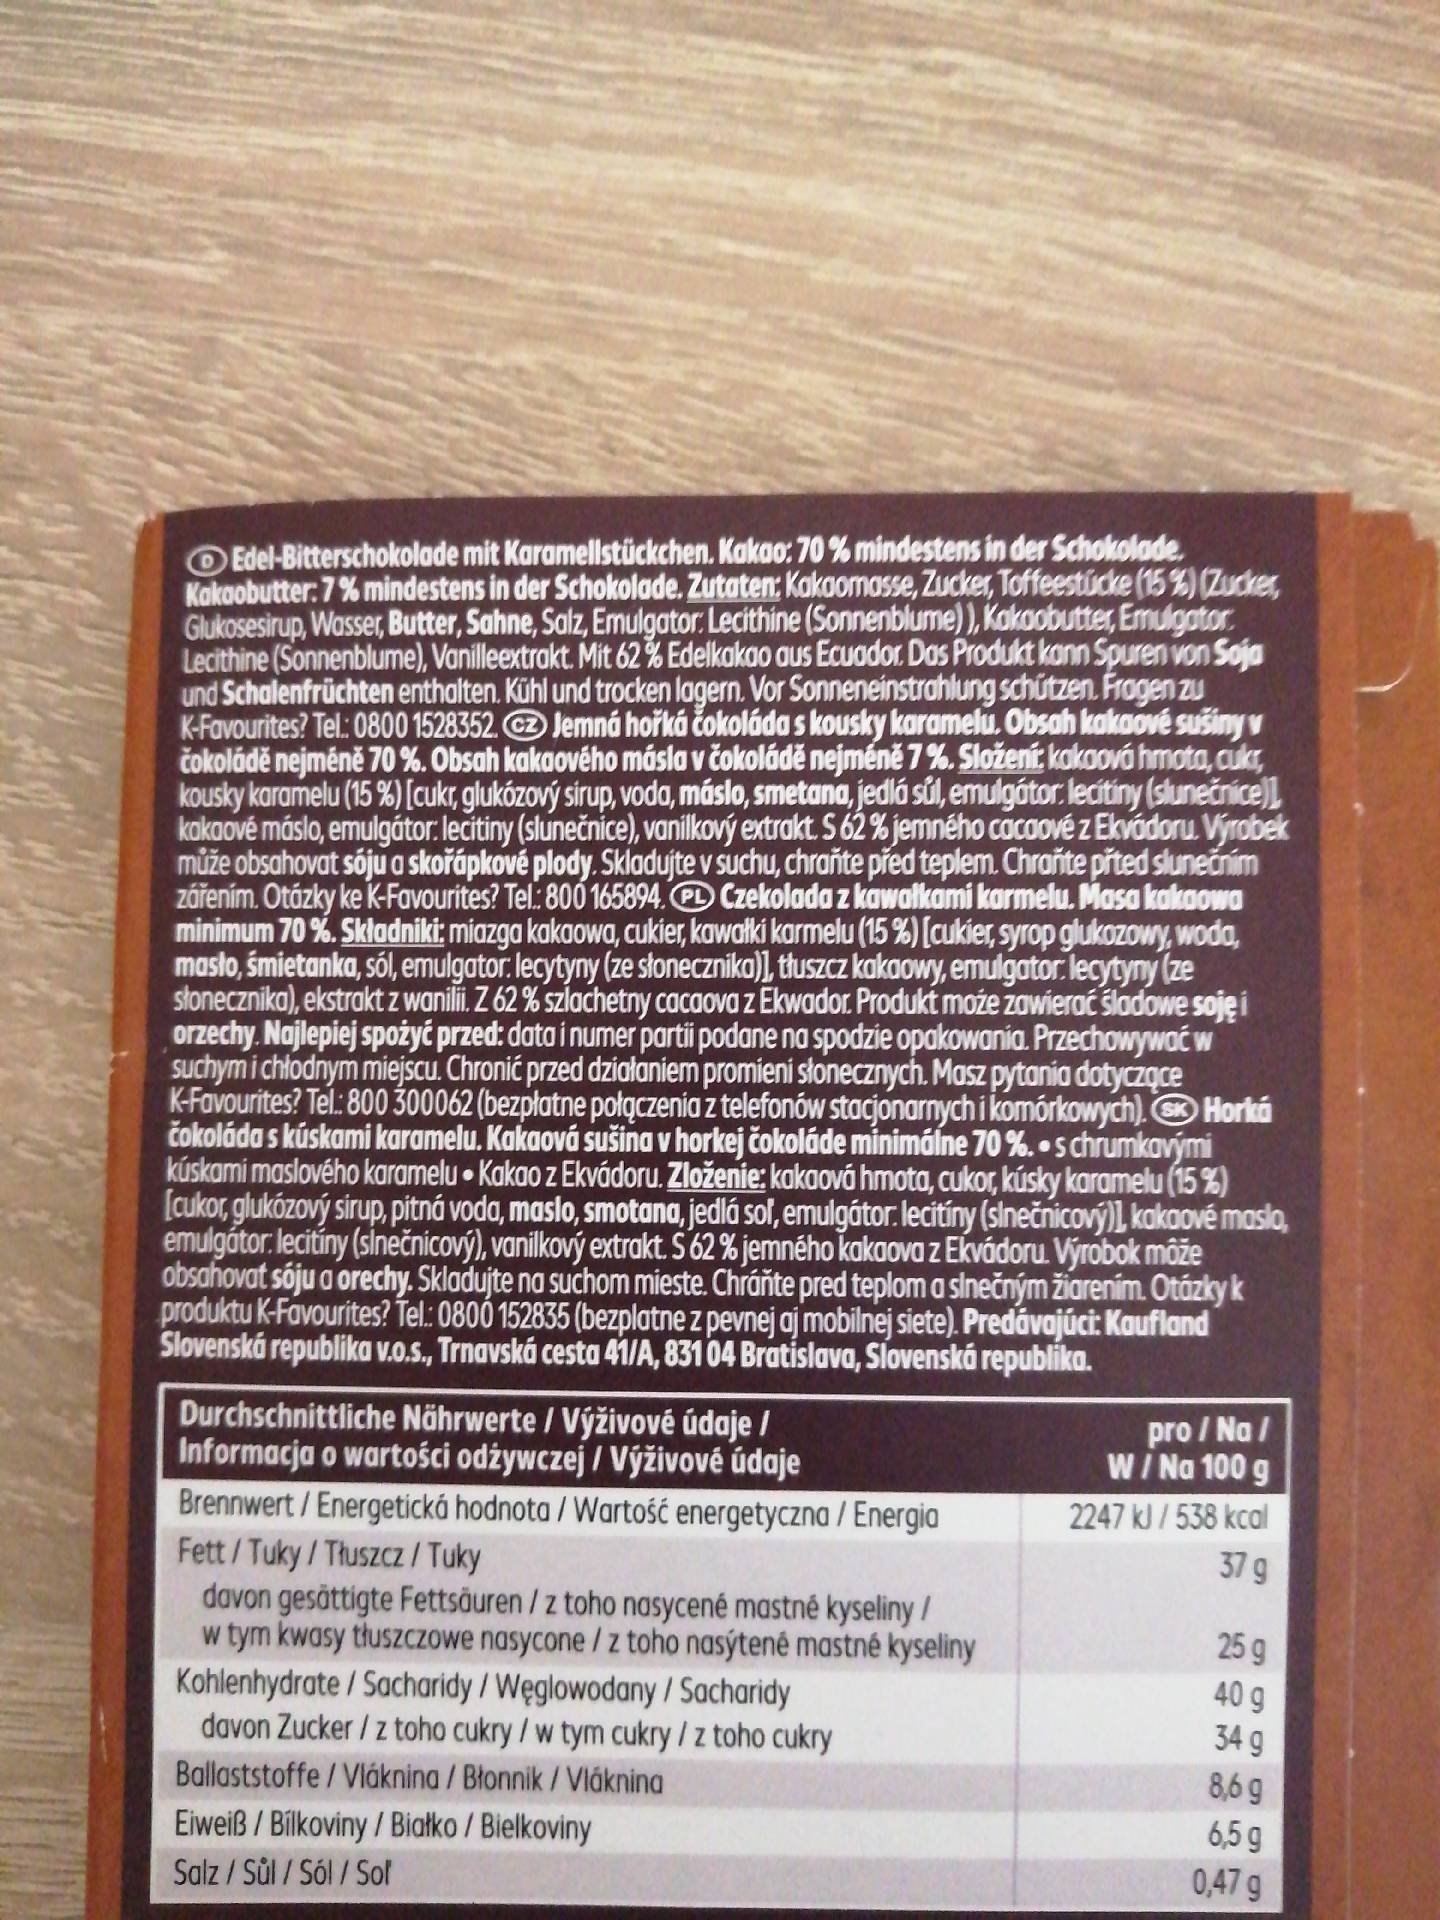 D Edel-Bitterschokolade mit Karamellstückchen. Kakao: 70 % mindestens in der Schokolade.
Kakaobutter: 7 % mindestens in der Schokolade. Zutaten: Kakaomasse, Zucker, Toffeestücke (15 %) (Zucker,
Glukosesirup, Wasser, Butter, Sahne, Salz, Emulgator: Lecithine (Sonnenblume) ), Kakaobutter, Emulgator:
Lecithine (Sonnenblume), Vanilleextrakt. Mit 62 % Edelkakao aus Ecuador. Das Produkt kann Spuren von Soja
und Schalenfrüchten enthalten. Kühl und trocken lagern. Vor Sonneneinstrahlung schützen. Fragen zu
K-Favourites? Tel.: 0800 1528352. CZ Jemná hořká čokoláda s kousky karamelu. Obsah kakaové sušiny v
čokoládě nejméně 70 %. Obsah kakaového másla v čokoládě nejméně 7 %. Složení: kakaová hmota, cukr,
kousky karamelu (15 %) [cukr, glukózový sirup, voda, máslo, smetana, jedlá sůl, emulgátor: lecitiny (slunečnice)],
kakaové máslo, emulgátor: lecitiny (slunečnice), vanilkový extrakt. S 62 % jemného cacaové z Ekvádoru. Výrobek
může obsahovat sóju a skořápkové plody. Skladujte v suchu, chraňte před teplem. Chraňte přted slunečním
zářením. Otázky ke K-Favourites? Tel.: 800 165894. PL Czekolada z kawałkami karmelu. Masa kakaowa
minimum 70 %. Składniki: miazga kakaowa, cukier, kawałki karmelu (15 %) [cukier, syrop glukozowy, woda,
masło, śmietanka, sól, emulgator: lecytyny (ze słonecznika)], tłuszcz kakaowy, emulgator: lecytyny (ze
słonecznika), ekstrakt z wanilii. Z 62 % szlachetny cacaova z Ekwador. Produkt może zawierać śladowe soję i
orzechy. Najlepiej spożyć przed: data i numer partii podane na spodzie opakowania. Przechowywać w
suchym i chłodnym miejscu. Chronić przed działaniem promieni słonecznych. Masz pytania dotyczące
K-Favourites? Tel.: 800 300062 (bezpłatne połączenia z telefonów stacjonarnych i komórkowych). SK Horká
čokoláda s kúskami karamelu. Kakaová sušina v horkej čokoláde minimálne 70 %. • s chrumkavými
kúskami maslového karamelu • Kakao z Ekvádoru. Zloženie: kakaová hmota, cukor, kúsky karamelu (15 %)
[cukor, glukózový sirup, pitná voda, maslo, smotana, jedlá soľ, emulgátor: lecitíny (slnečnicový)], kakaové maslo,
emulgátor: lecitíny (slnečnicový), vanilkový extrakt. S 62 % jemného kakaova z Ekvádoru. Výrobok môže
obsahovať sóju a orechy. Skladujte na suchom mieste. Chráňte pred teplom a slnečným žiarením. Otázky k
produktu K-Favourites? Tel.: 0800 152835 (bezplatne z pevnej aj mobilnej siete). Predávajúci: Kaufland
Slovenská republika v.o.s., Trnavská cesta 41/A, 831 04 Bratislava, Slovenská republika.
Durchschnittliche Nährwerte / Výživové údaje / pro / Na /
Informacja o wartości odżywczej / Výživové údaje W / Na 100 g
Brennwert / Energetická hodnota / Wartość energetyczna / Energia 2247 kJ / 538 kcal
Fett / Tuky / Tłuszcz / Tuky 37 g
davon gesättigte Fettsäuren / z toho nasycené mastné kyseliny /
w tym kwasy tłuszczowe nasycone / z toho nasýtené mastné kyseliny 25 g
Kohlenhydrate / Sacharidy / Węglowodany / Sacharidy 40 g
davon Zucker / z toho cukry / w tym cukry / z toho cukry 34 g
Ballaststoffe / Vláknina / Błonnik / Vláknina 8,6 g
Eiweiß / Bílkoviny / Białko / Bielkoviny 6,5 g
Salz / Sůl / Sól / Soľ 0,47 g